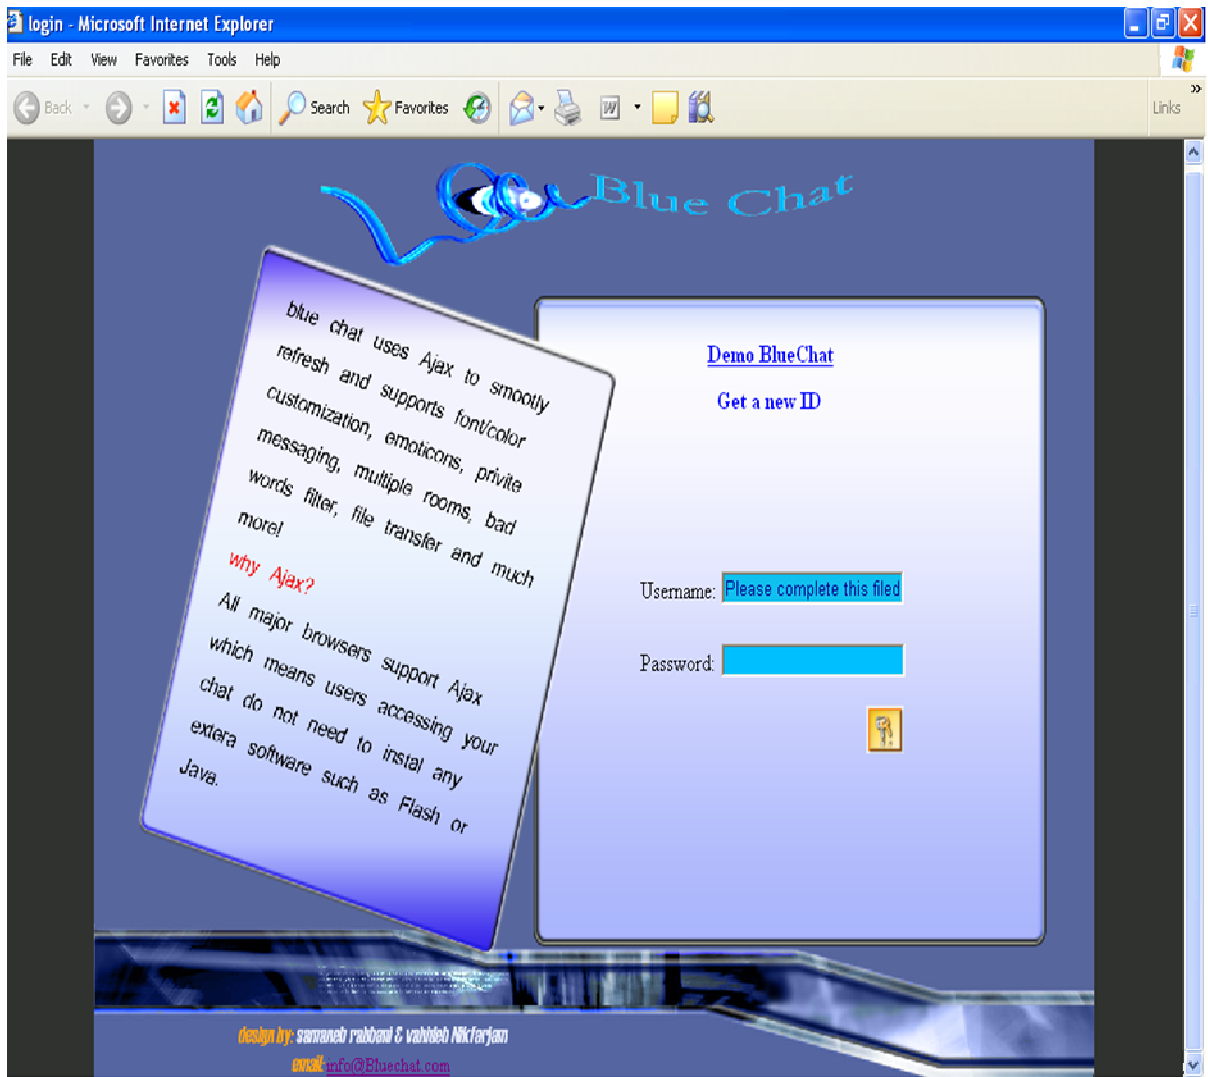 login - Microsoft Internet Explorer
File Edit View Favorites Tools Help
Back Search Favorites Links
Blue Chat
blue chat uses Ajax to smootly
refresh and supports font/color
customization, emoticons, privite
messaging, multiple rooms, bad
words filter, file transfer and much
more!
why Ajax?
All major browsers support Ajax
which means users accessing your
chat do not need to instal any
extera software such as Flash or
Java.
Demo BlueChat
Get a new ID
Username: Please complete this filed
Password:
design by: samaneh rabbani & vahideh Nikfarjam
email:info@Bluechat.com